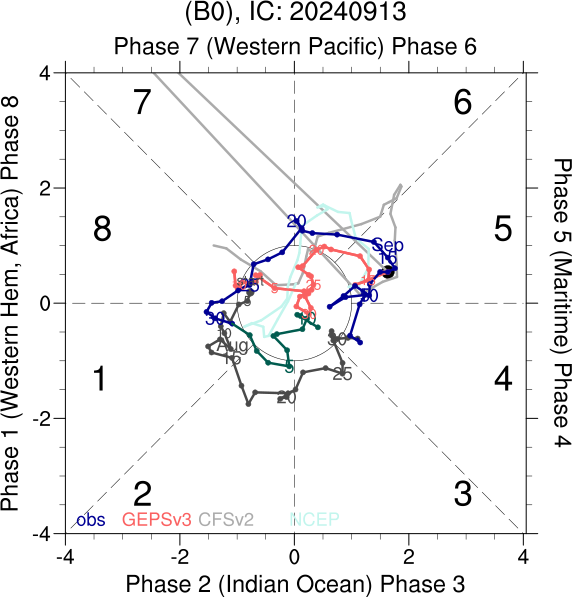 (B0), IC: 20240913
Phase 7 (Western Pacific) Phase 6
Phase 1 (Western Hem, Africa) Phase 8
Phase 5 (Maritime) Phase 4
4
2
0
-2
-4
7
6
8
5
1
4
2
3
20
Sep
15
25
5
30
10
Aug
15
20
25
30
5
10
obs GEPSv3 CFSv2 NCEP
-4 -2 0 2 4
Phase 2 (Indian Ocean) Phase 3